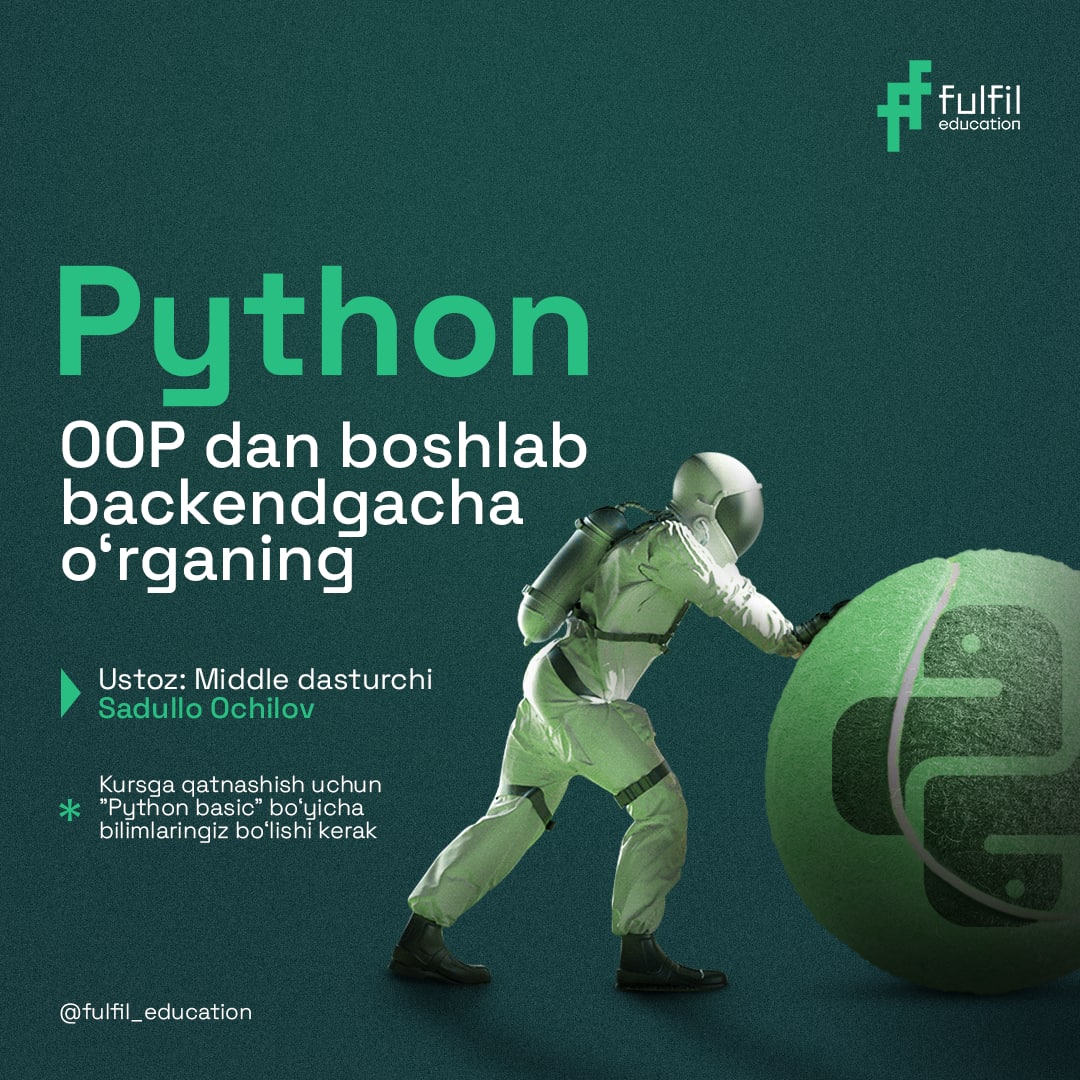 fulfil
education
Python
OOP dan boshlab
backendgacha
o‘rganing
Ustoz: Middle dasturchi
Sadullo Ochilov
Kursga qatnashish uchun
"Python basic" bo‘yicha
bilimlaringiz bo‘lishi kerak
@fulfil_education